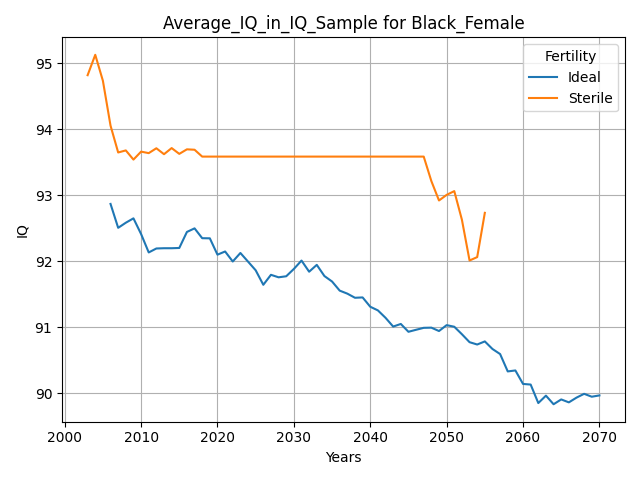 Average_IQ_in_IQ_Sample for Black_Female
Fertility
Ideal
Sterile
IQ
95
94
93
92
91
90
2000 2010 2020 2030 2040 2050 2060 2070
Years